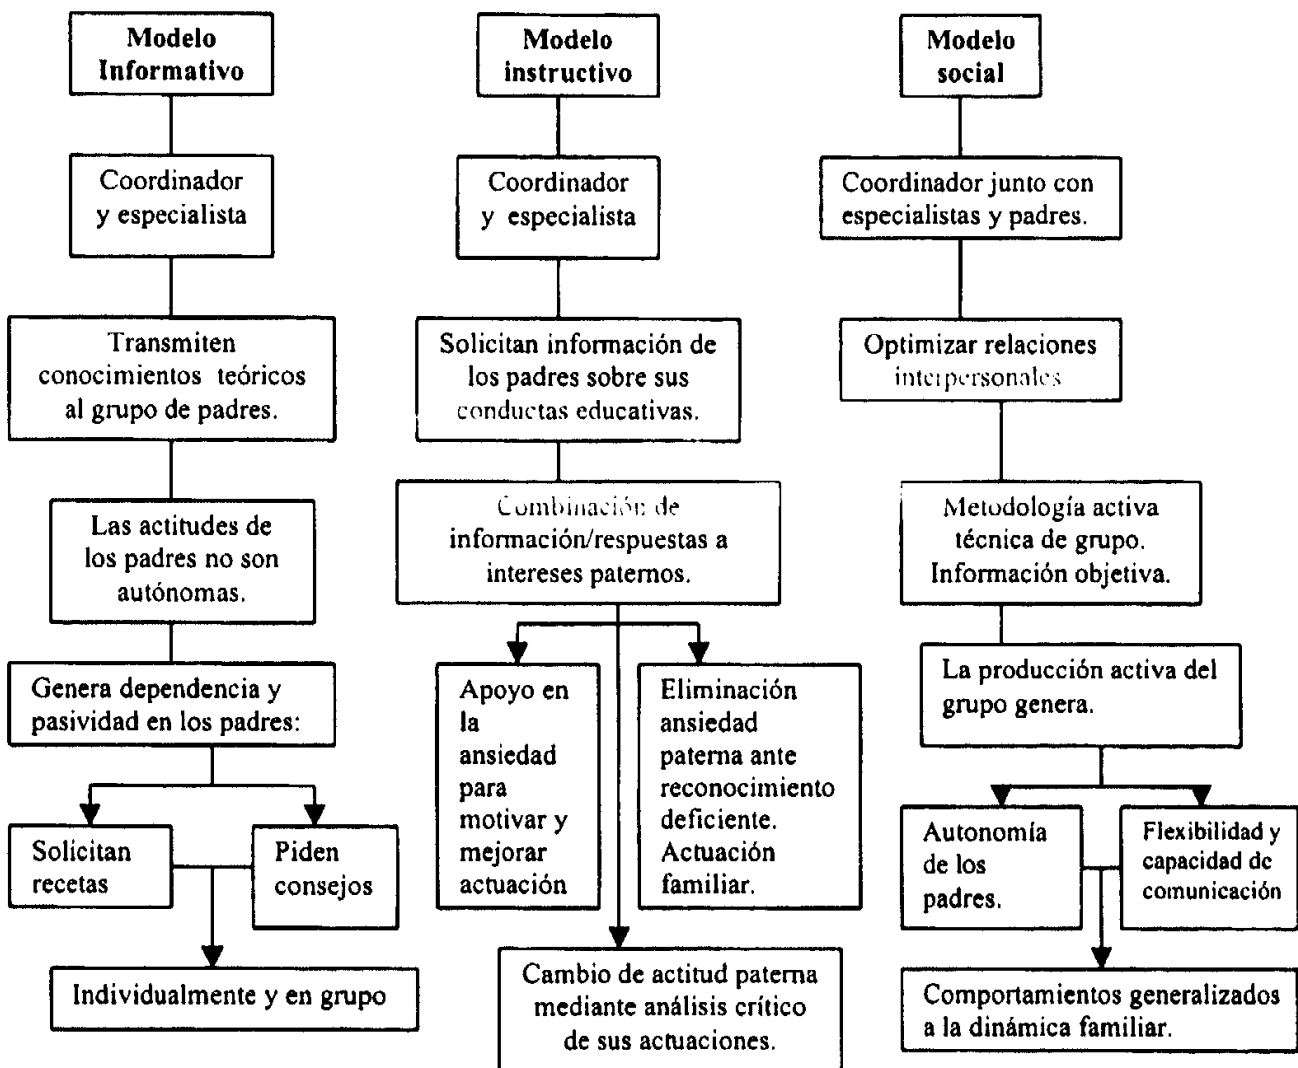 Modelo
Informativo
Coordinador
y especialista
Transmiten
conocimientos teóricos
al grupo de padres.
Las actitudes de
los padres no son
autónomas.
Genera dependencia y
pasividad en los padres:
Solicitan
recetas
Piden
consejos
Individualmente y en grupo
Modelo
instructivo
Coordinador
y especialista
Solicitan información de
los padres sobre sus
conductas educativas.
Combinación de
información/respuestas a
intereses paternos.
Apoyo en
la
ansiedad
para
motivar y
mejorar
actuación
Eliminación
ansiedad
paterna ante
reconocimiento
deficiente.
Actuación
familiar.
Cambio de actitud paterna
mediante análisis crítico
de sus actuaciones.
Modelo
social
Coordinador junto con
especialistas y padres.
Optimizar relaciones
interpersonales
Metodología activa
técnica de grupo.
Información objetiva.
La producción activa del
grupo genera.
Autonomía
de los
padres.
Flexibilidad y
capacidad de
comunicación
Comportamientos generalizados
a la dinámica familiar.